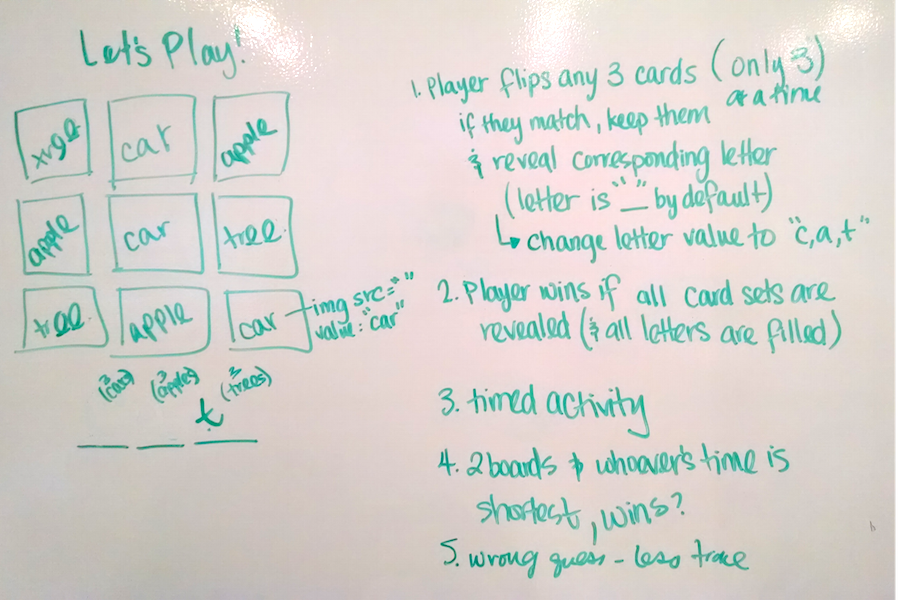 Let's Play!
tree
car
apple
apple
car
tree
tree
apple
car
img src=" "
value: "car"
3 (cars)
3 (apples)
3 (trees)
t
1. Player flips any 3 cards (only 3)
at a time
if they match, keep them
& reveal corresponding letter
(letter is "_" by default)
↳ change letter value to "c,a,t"
2. Player wins if all card sets are
revealed (& all letters are filled)
3. timed activity
4. 2 boards & whoever's time is
shortest, wins?
5. wrong guess - less